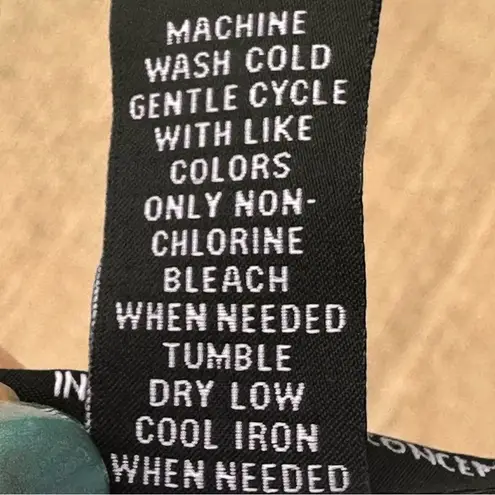 MACHINE
WASH COLD
GENTLE CYCLE
WITH LIKE
COLORS
ONLY NON-
CHLORINE
BLEACH
WHEN NEEDED
TUMBLE
DRY LOW
COOL IRON
WHEN NEEDED